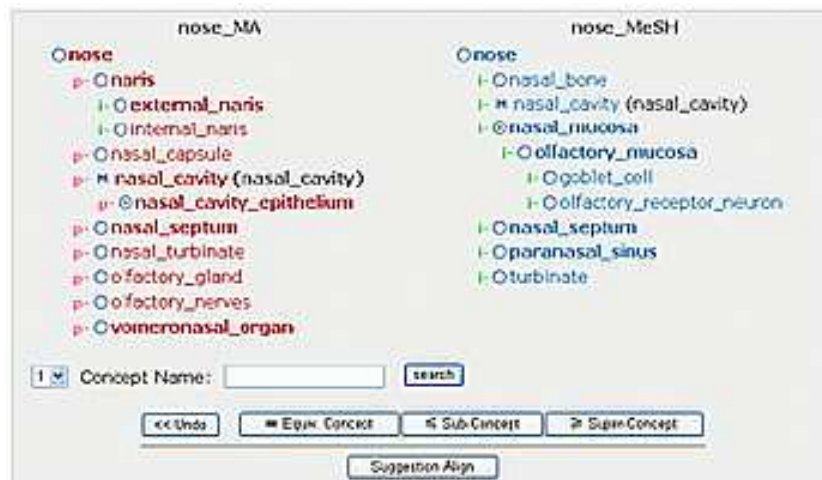 nose_MA
nose
p- naris
i- external_naris
i- internal_naris
p- nasal_capsule
p- M nasal_cavity (nasal_cavity)
p- nasal_cavity_epithelium
p- nasal_septum
p- nasal_turbinate
p- olfactory_gland
p- olfactory_nerves
p- vomeronasal_organ
nose_MeSH
nose
i- nasal_bone
i- M nasal_cavity (nasal_cavity)
i- nasal_mucosa
i- olfactory_mucosa
i- goblet_cell
i- olfactory_receptor_neuron
i- nasal_septum
i- paranasal_sinus
i- turbinate
1 Concept Name: search
<< Undo = Equiv. Concept ≤ Sub-Concept ≥ Super-Concept
Suggestion Align